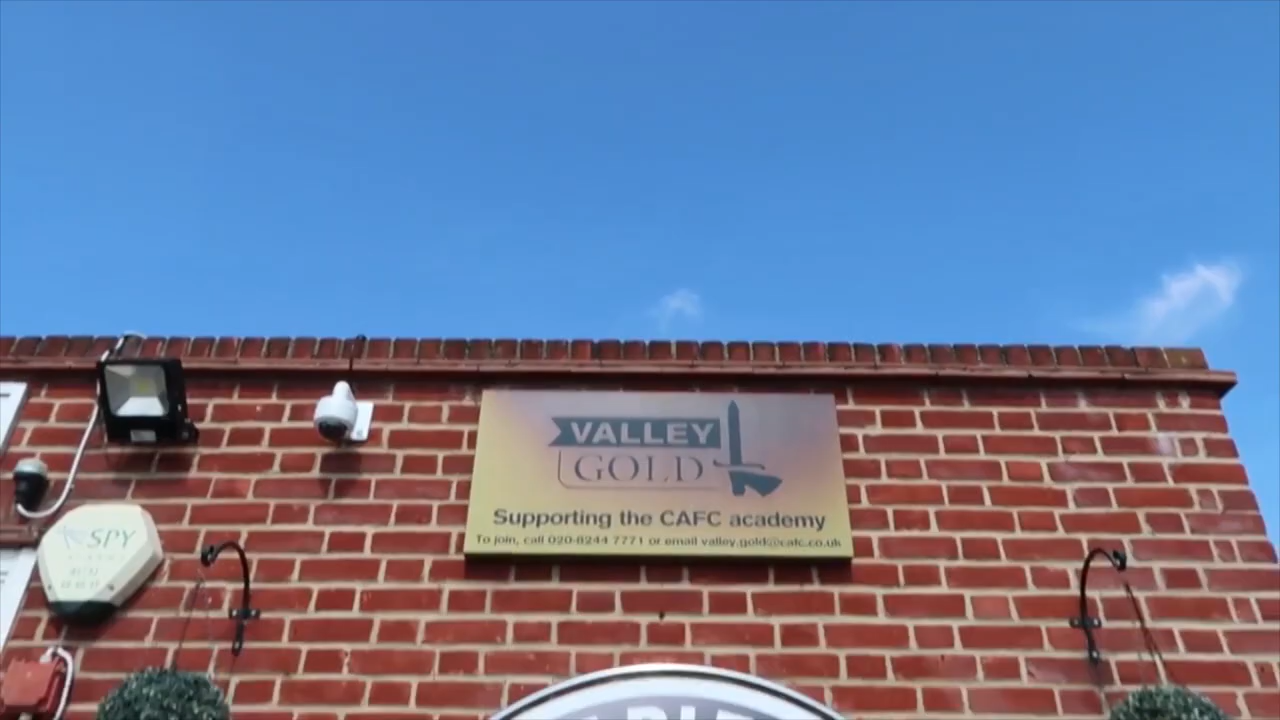 VALLEY
GOLD
Supporting the CAFC academy
To join, call 020-8244 7771 or email valley.gold@cafc.co.uk
SPY